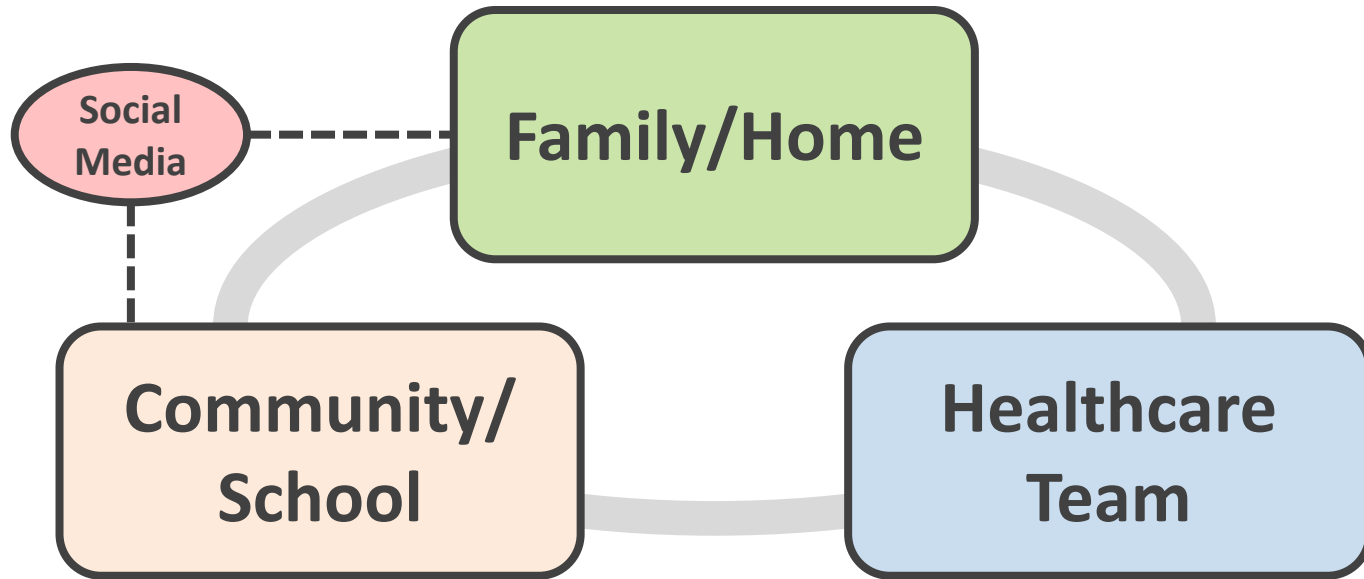 Social
Media
Family/Home
Community/
School
Healthcare
Team